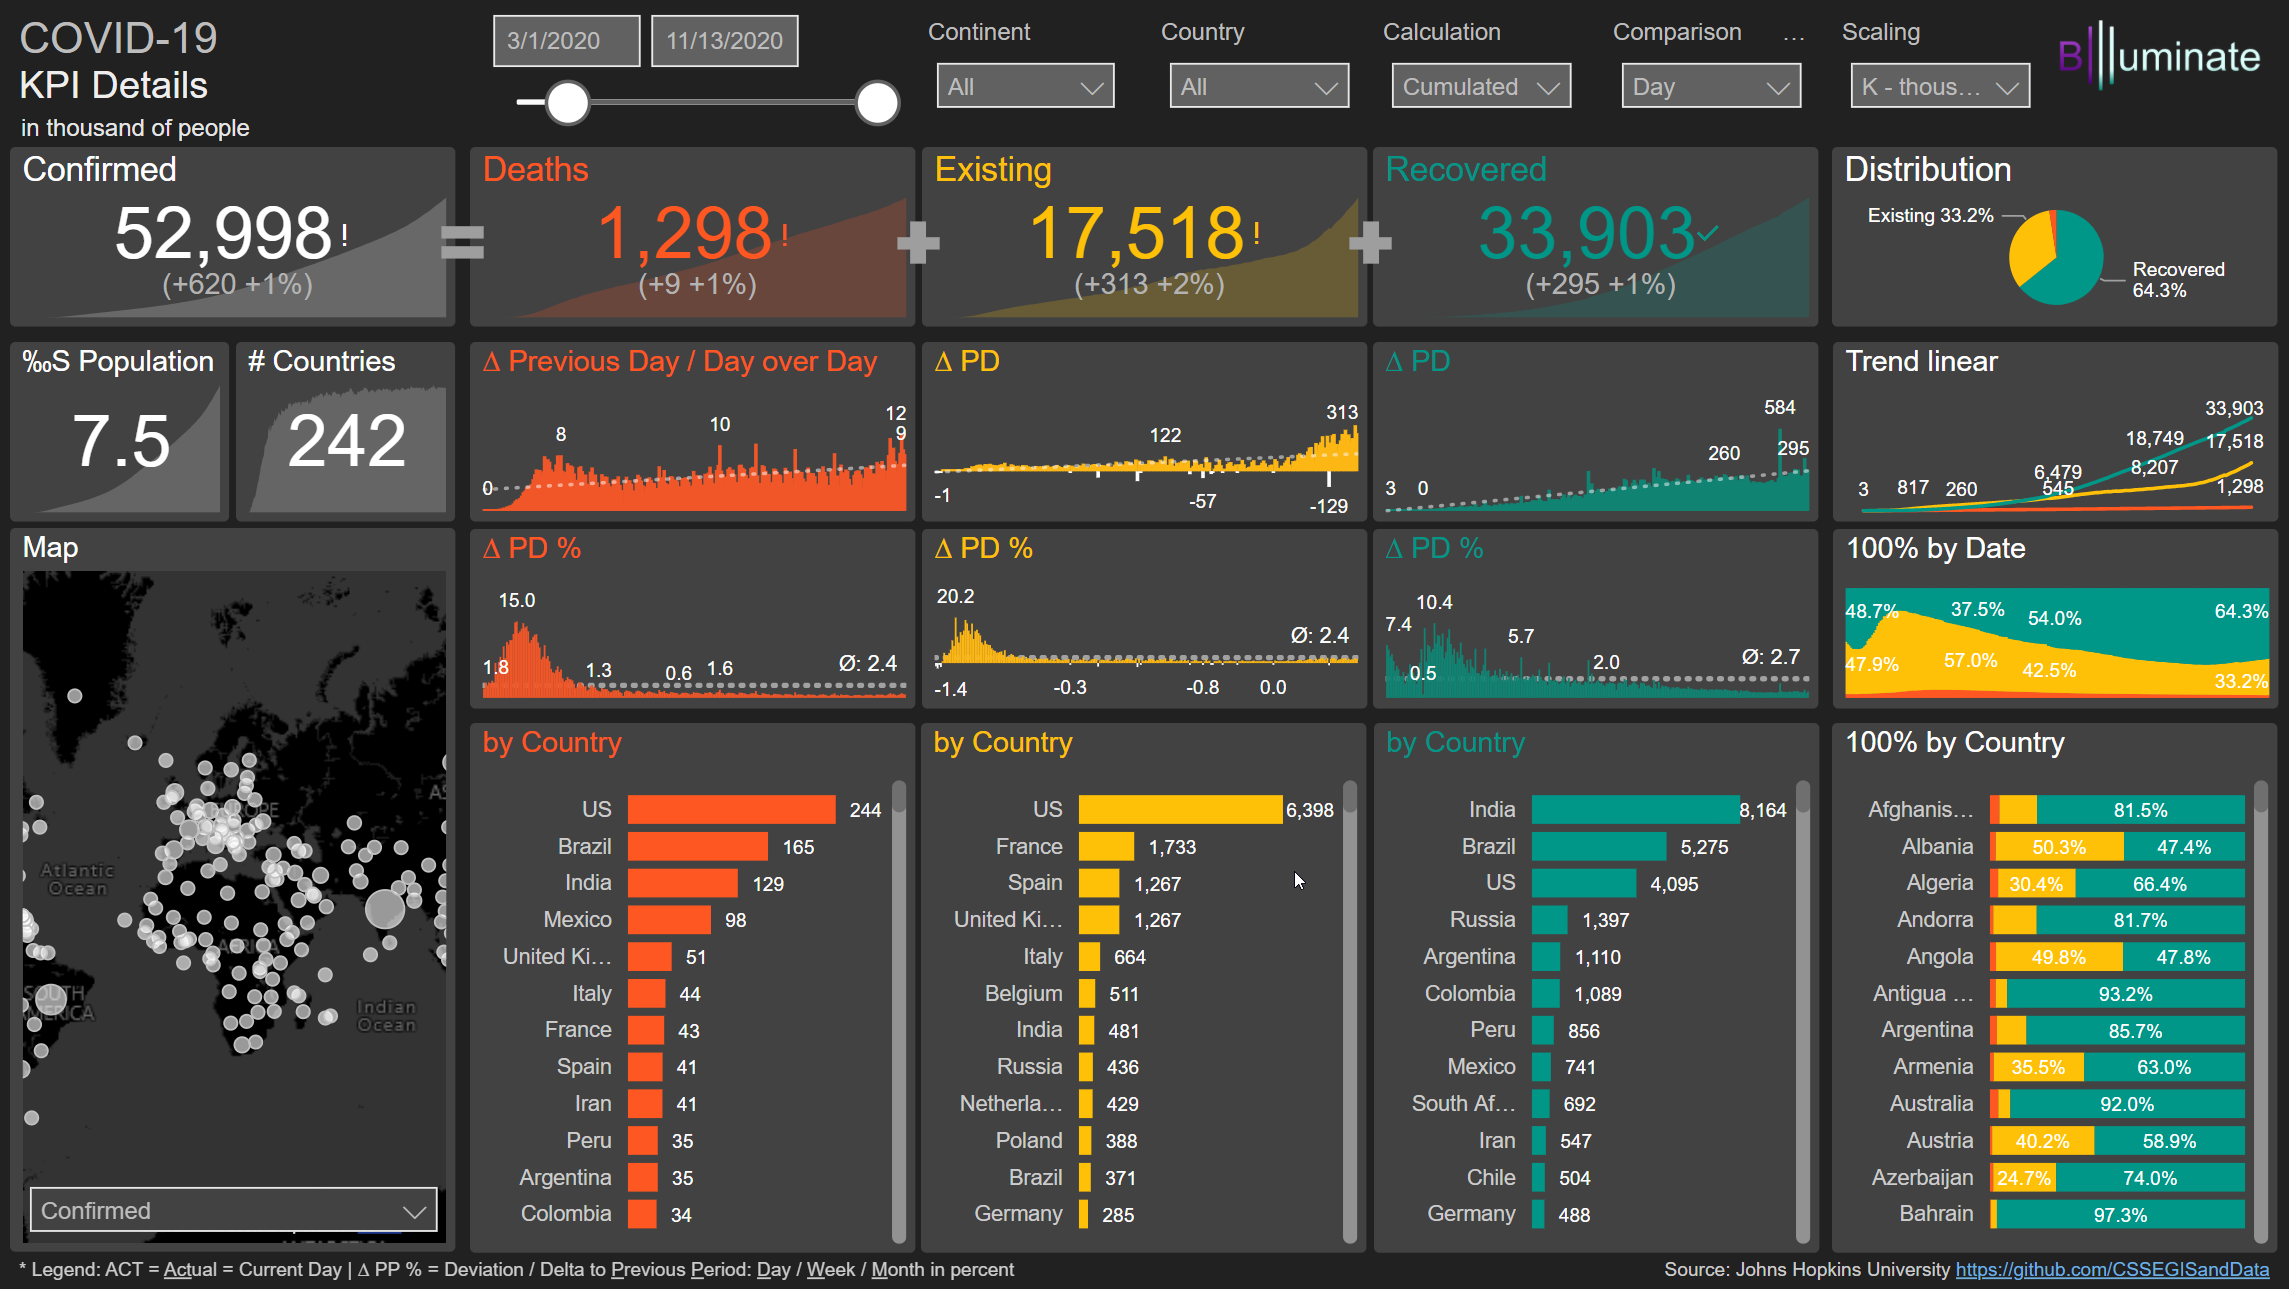 COVID-19
KPI Details
in thousand of people
3/1/2020
11/13/2020
Continent
All
Country
All
Calculation
Cumulated
Comparison
...
Day
Scaling
K - thous...
BIlluminate
Confirmed
52,998!
(+620 +1%)
=
Deaths
1,298!
(+9 +1%)
+
Existing
17,518!
(+313 +2%)
+
Recovered
33,903✓
(+295 +1%)
Distribution
Existing 33.2%
Recovered
64.3%
‱S Population
7.5
# Countries
242
Δ Previous Day / Day over Day
0
8
10
12
9
Δ PD
-1
122
-57
313
-129
Δ PD
3
0
260
584
295
Trend linear
3
817
260
6,479
545
18,749
8,207
33,903
17,518
1,298
Map
EUROPE
AS
Atlantic
Ocean
AFRICA
SOUTH
AMERICA
Indian
Ocean
Confirmed
Δ PD %
1.8
15.0
1.3
0.6
1.6
Ø: 2.4
Δ PD %
20.2
-1.4
-0.3
-0.8
0.0
Ø: 2.4
Δ PD %
7.4
10.4
0.5
5.7
2.0
Ø: 2.7
100% by Date
48.7%
37.5%
54.0%
64.3%
47.9%
57.0%
42.5%
33.2%
by Country
US 244
Brazil 165
India 129
Mexico 98
United Ki... 51
Italy 44
France 43
Spain 41
Iran 41
Peru 35
Argentina 35
Colombia 34
by Country
US 6,398
France 1,733
Spain 1,267
United Ki... 1,267
Italy 664
Belgium 511
India 481
Russia 436
Netherla... 429
Poland 388
Brazil 371
Germany 285
by Country
India 8,164
Brazil 5,275
US 4,095
Russia 1,397
Argentina 1,110
Colombia 1,089
Peru 856
Mexico 741
South Af... 692
Iran 547
Chile 504
Germany 488
100% by Country
Afghanis... 81.5%
Albania 50.3% 47.4%
Algeria 30.4% 66.4%
Andorra 81.7%
Angola 49.8% 47.8%
Antigua ... 93.2%
Argentina 85.7%
Armenia 35.5% 63.0%
Australia 92.0%
Austria 40.2% 58.9%
Azerbaijan 24.7% 74.0%
Bahrain 97.3%
* Legend: ACT = Actual = Current Day | Δ PP % = Deviation / Delta to Previous Period: Day / Week / Month in percent
Source: Johns Hopkins University https://github.com/CSSEGISandData